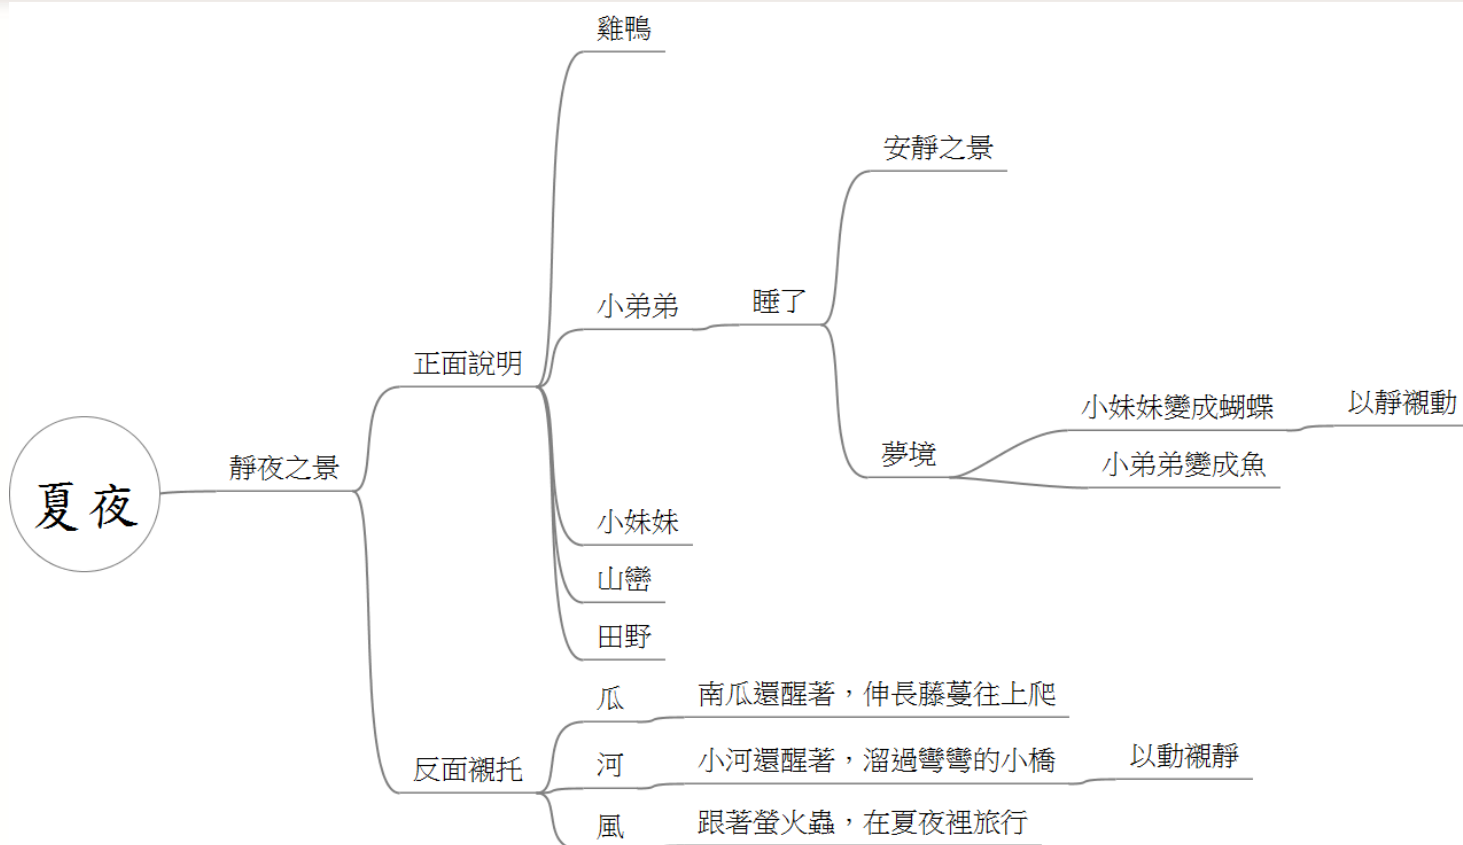 夏夜
靜夜之景
正面說明
雞鴨
小弟弟
睡了
安靜之景
夢境
小妹妹變成蝴蝶
以靜襯動
小弟弟變成魚
小妹妹
山巒
田野
反面襯托
瓜
南瓜還醒著，伸長藤蔓往上爬
河
小河還醒著，溜過彎彎的小橋
以動襯靜
風
跟著螢火蟲，在夏夜裡旅行